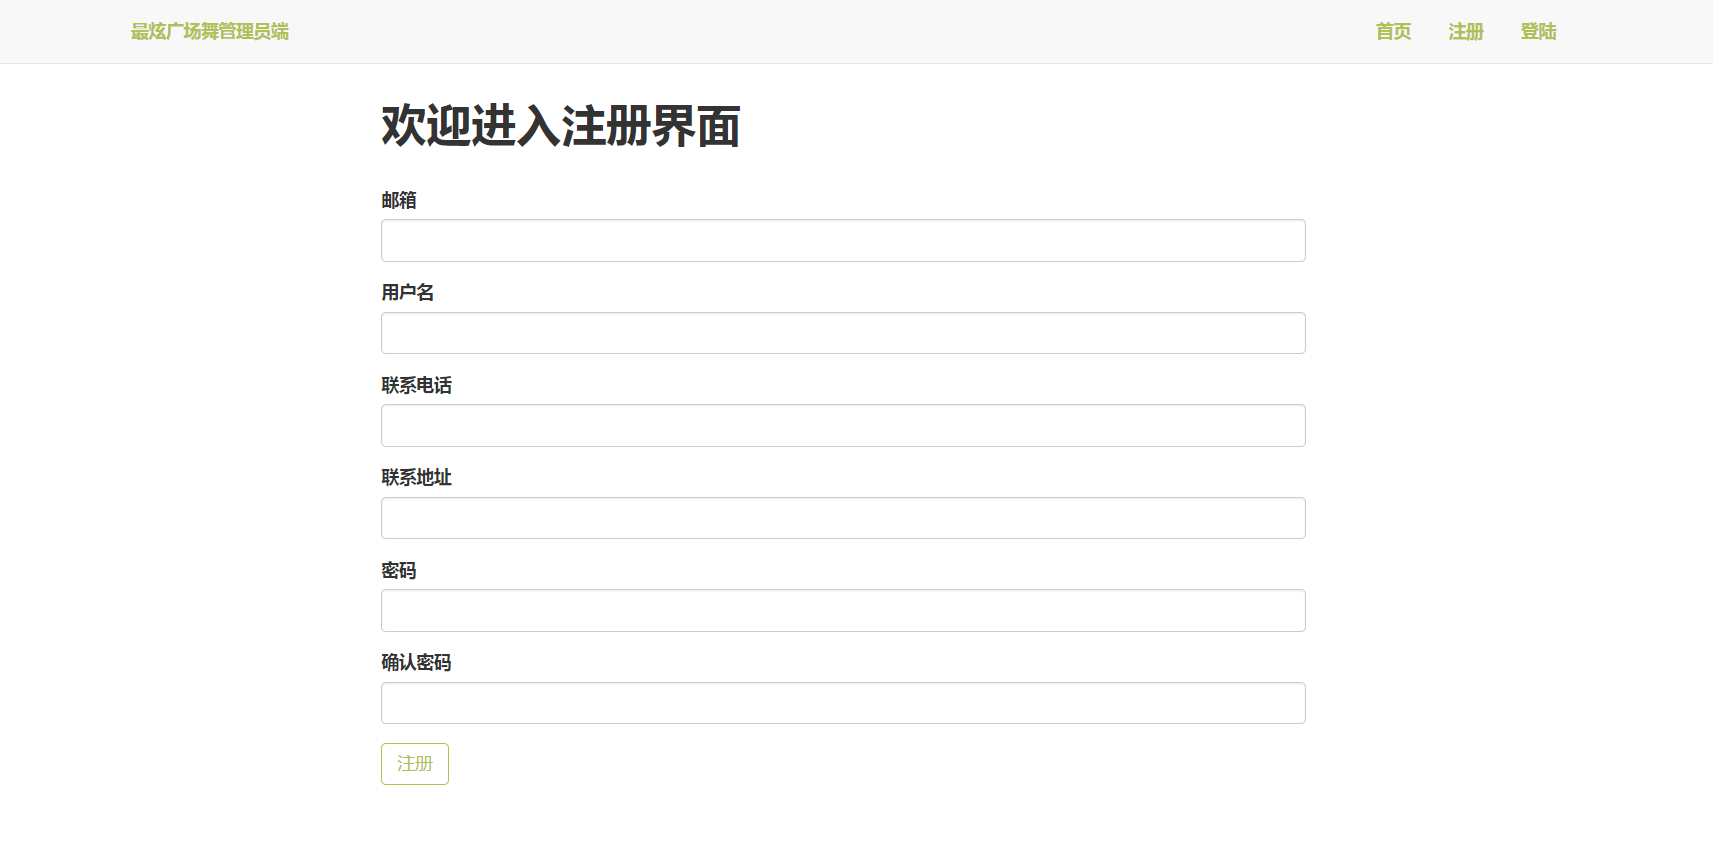 最炫广场舞管理员端 首页 注册 登陆
欢迎进入注册界面
邮箱
用户名
联系电话
联系地址
密码
确认密码
注册